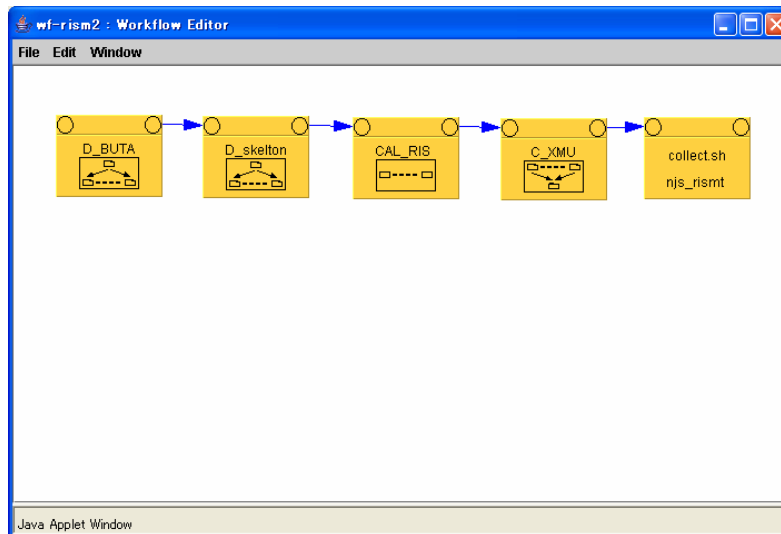 wf-rism2 : Workflow Editor
File Edit Window
D_BUTA
D_skelton
CAL_RIS
C_XMU
collect.sh
njs_rismt
Java Applet Window